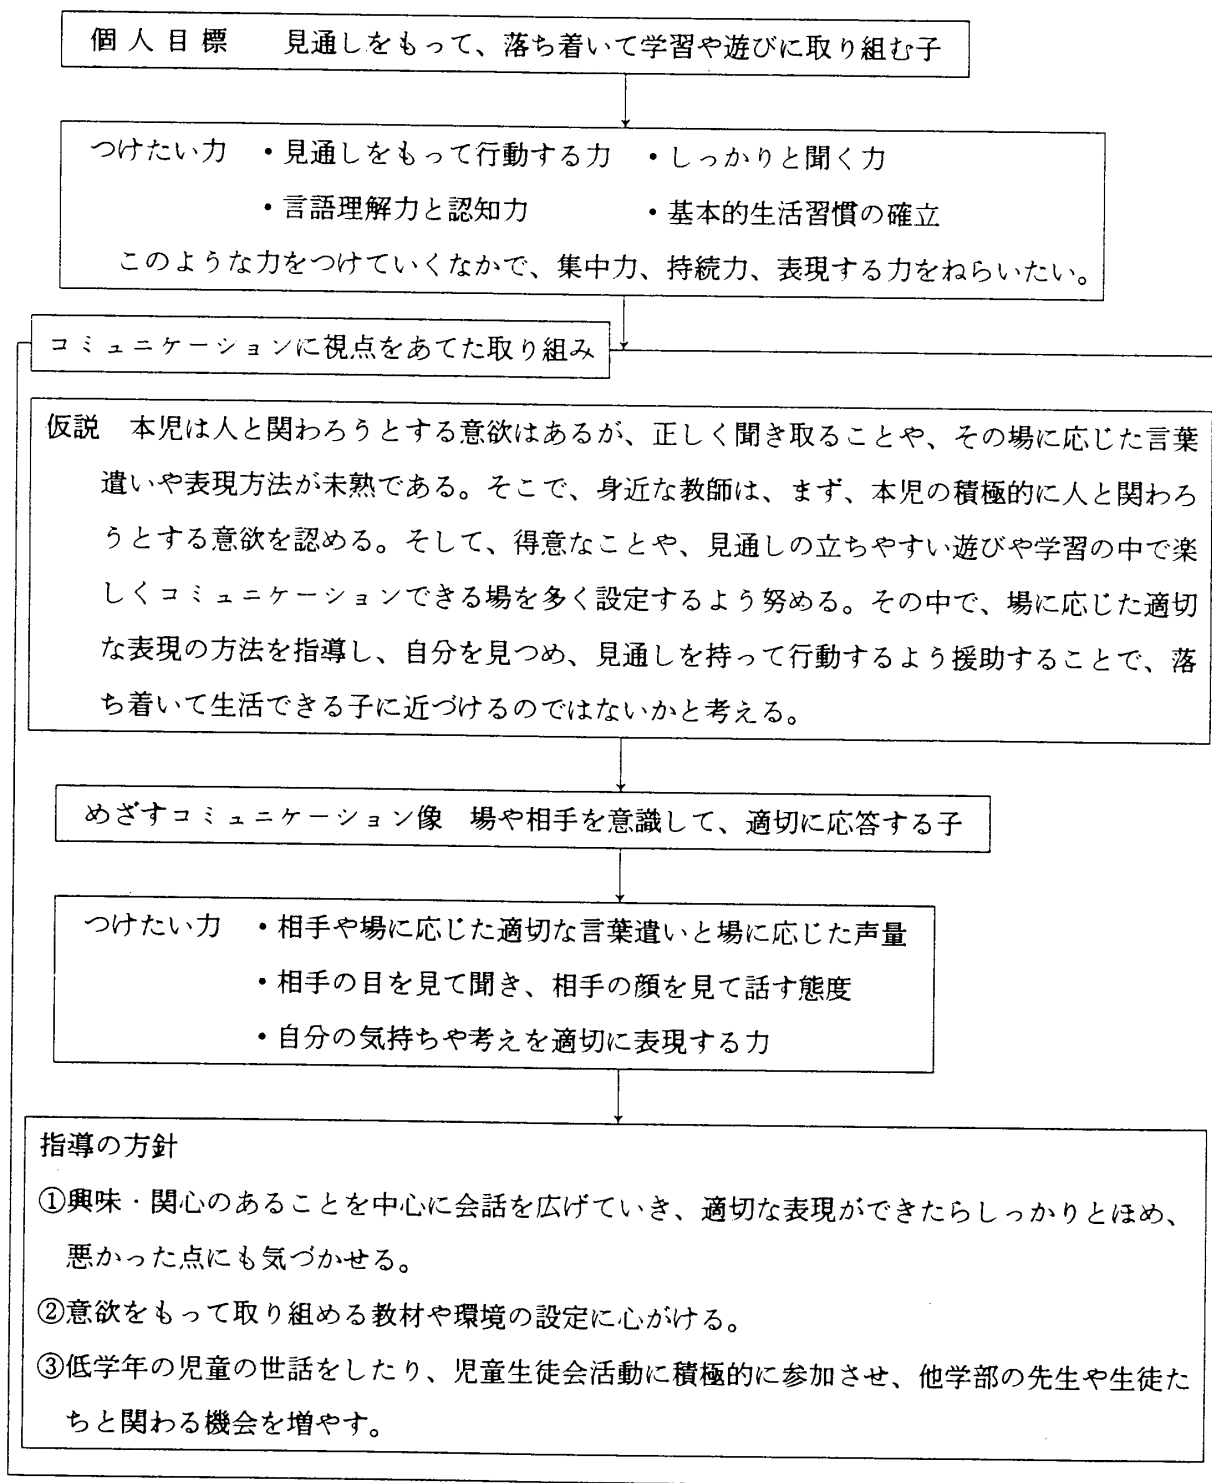 個人目標　見通しをもって、落ち着いて学習や遊びに取り組む子
つけたい力　・見通しをもって行動する力　・しっかりと聞く力
・言語理解力と認知力　・基本的生活習慣の確立
このような力をつけていくなかで、集中力、持続力、表現する力をねらいたい。
コミュニケーションに視点をあてた取り組み
仮説　本児は人と関わろうとする意欲はあるが、正しく聞き取ることや、その場に応じた言葉
遣いや表現方法が未熟である。そこで、身近な教師は、まず、本児の積極的に人と関わろ
うとする意欲を認める。そして、得意なことや、見通しの立ちやすい遊びや学習の中で楽
しくコミュニケーションできる場を多く設定するよう努める。その中で、場に応じた適切
な表現の方法を指導し、自分を見つめ、見通しを持って行動するよう援助することで、落
ち着いて生活できる子に近づけるのではないかと考える。
めざすコミュニケーション像　場や相手を意識して、適切に応答する子
つけたい力　・相手や場に応じた適切な言葉遣いと場に応じた声量
・相手の目を見て聞き、相手の顔を見て話す態度
・自分の気持ちや考えを適切に表現する力
指導の方針
①興味・関心のあることを中心に会話を広げていき、適切な表現ができたらしっかりとほめ、
悪かった点にも気づかせる。
②意欲をもって取り組める教材や環境の設定に心がける。
③低学年の児童の世話をしたり、児童生徒会活動に積極的に参加させ、他学部の先生や生徒た
ちと関わる機会を増やす。